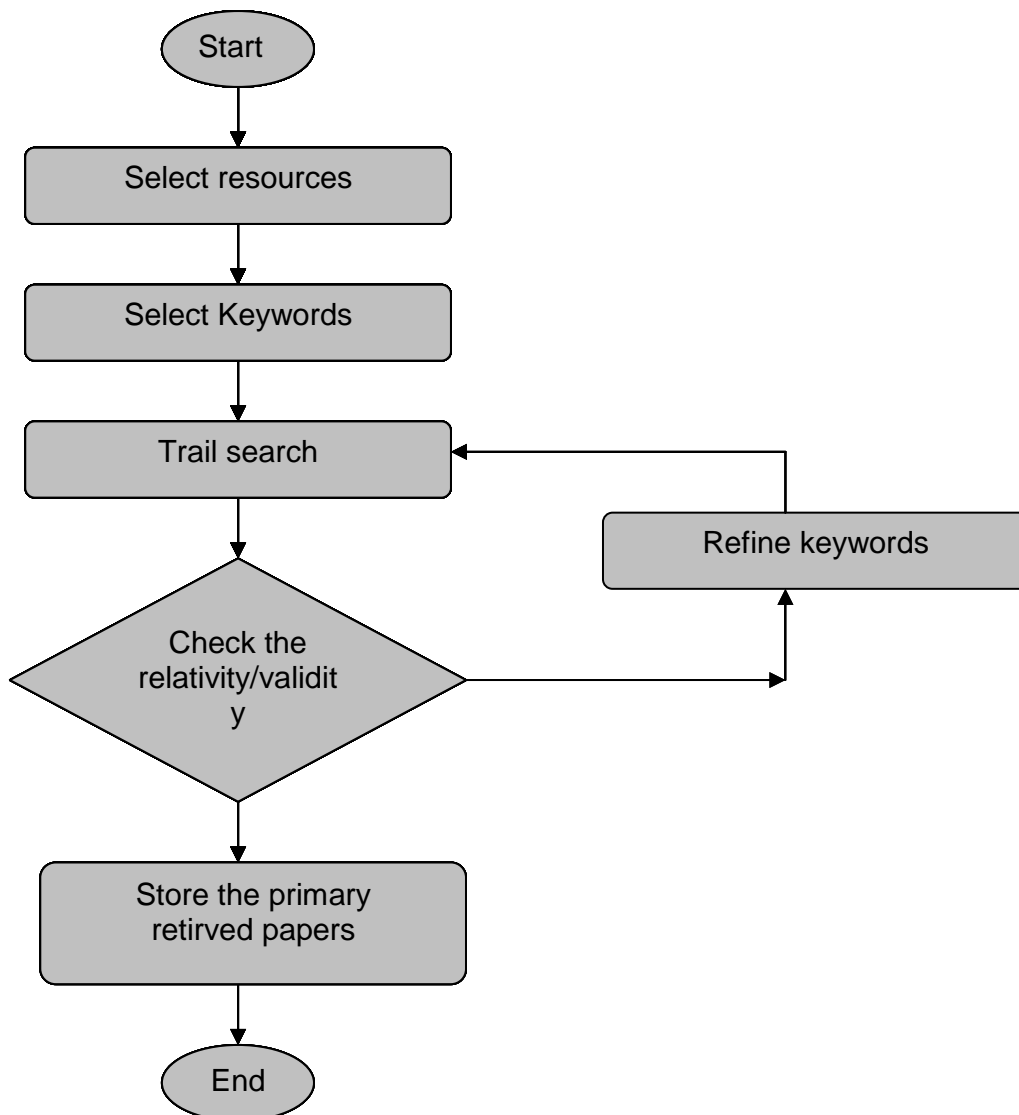 Start
Select resources
Select Keywords
Trail search
Refine keywords
Check the
relativity/validit
y
Store the primary
retirved papers
End